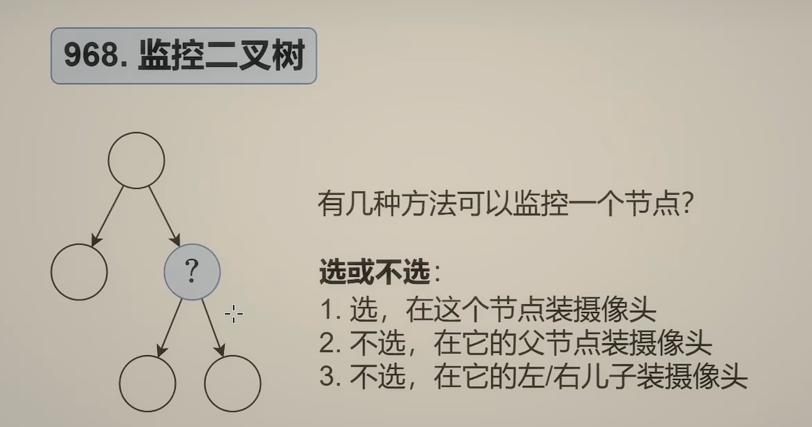 968. 监控二叉树
有几种方法可以监控一个节点？
?
选或不选：
1. 选，在这个节点装摄像头
2. 不选，在它的父节点装摄像头
3. 不选，在它的左/右儿子装摄像头